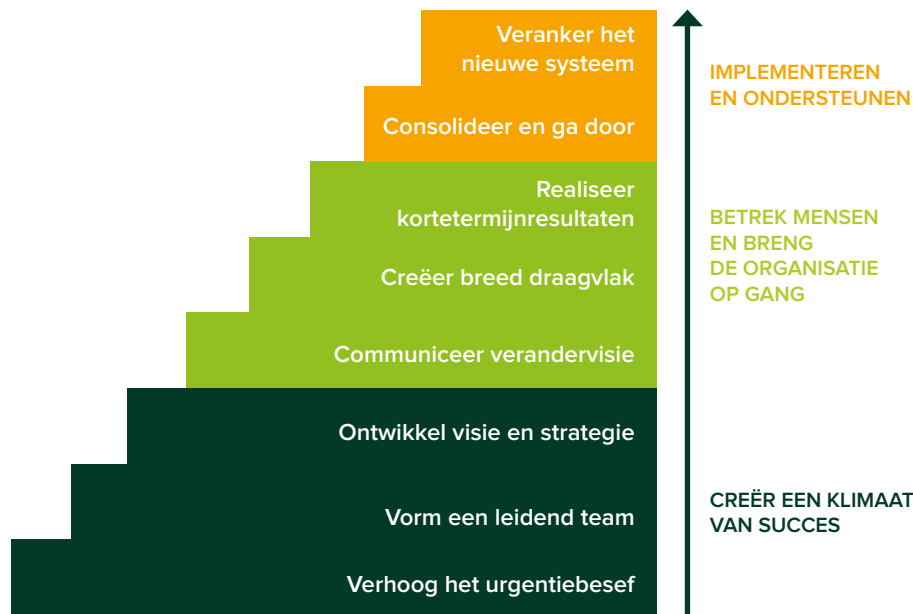 Veranker het
nieuwe systeem
IMPLEMENTEREN
EN ONDERSTEUNEN
Consolideer en ga door
Realiseer
kortetermijnresultaten
BETREK MENSEN
EN BRENG
DE ORGANISATIE
OP GANG
Creëer breed draagvlak
Communiceer verandervisie
Ontwikkel visie en strategie
CREËR EEN KLIMAAT
VAN SUCCES
Vorm een leidend team
Verhoog het urgentiebesef